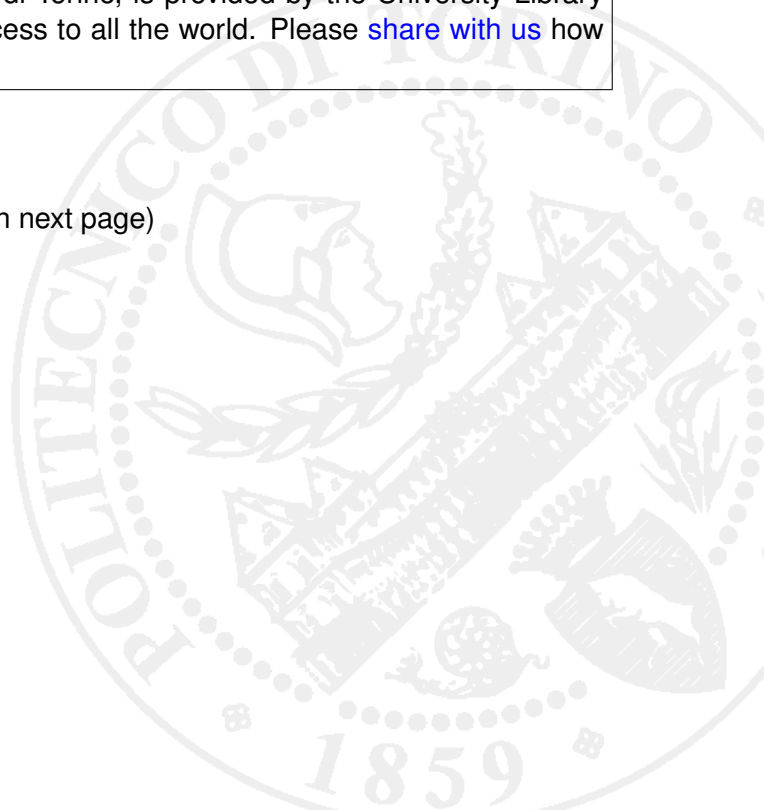 di Torino, is provided by the University Library
cess to all the world. Please share with us how
n next page)
POLITECNICO DI TORINO
1859